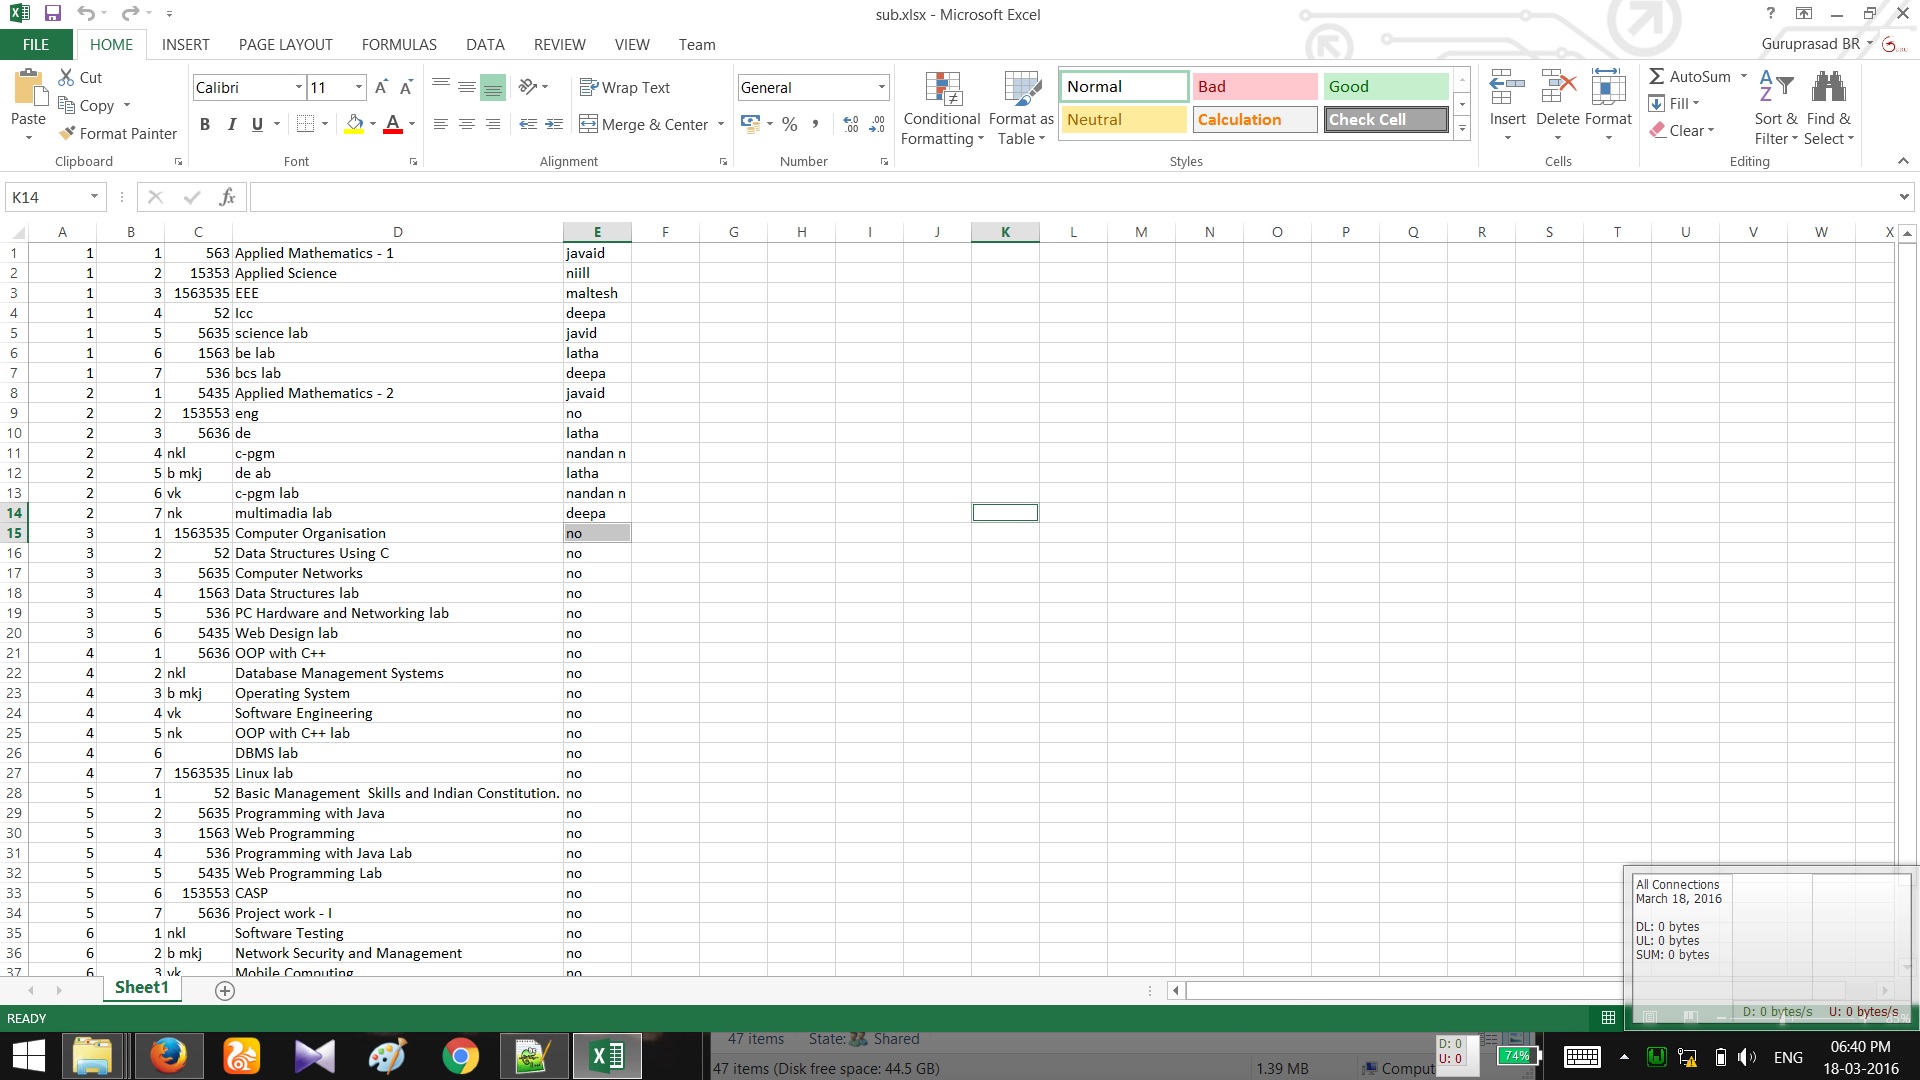 sub.xlsx - Microsoft Excel
FILE HOME INSERT PAGE LAYOUT FORMULAS DATA REVIEW VIEW Team
Guruprasad BR
Paste
Cut
Copy
Format Painter
Clipboard
Calibri 11
B I U
Font
Wrap Text
Merge & Center
Alignment
General
% ,
Number
Conditional Formatting
Format as Table
Normal Bad Good
Neutral Calculation Check Cell
Styles
Insert Delete Format
Cells
AutoSum
Fill
Clear
Sort & Filter
Find & Select
Editing
K14
fx
A B C D E F G H I J K L M N O P Q R S T U V W X
1 1 1 563 Applied Mathematics - 1 javaid
2 1 2 15353 Applied Science niill
3 1 3 1563535 EEE maltesh
4 1 4 52 Icc deepa
5 1 5 5635 science lab javid
6 1 6 1563 be lab latha
7 1 7 536 bcs lab deepa
8 2 1 5435 Applied Mathematics - 2 javaid
9 2 2 153553 eng no
10 2 3 5636 de latha
11 2 4 nkl c-pgm nandan n
12 2 5 b mkj de ab latha
13 2 6 vk c-pgm lab nandan n
14 2 7 nk multimadia lab deepa
15 3 1 1563535 Computer Organisation no
16 3 2 52 Data Structures Using C no
17 3 3 5635 Computer Networks no
18 3 4 1563 Data Structures lab no
19 3 5 536 PC Hardware and Networking lab no
20 3 6 5435 Web Design lab no
21 4 1 5636 OOP with C++ no
22 4 2 nkl Database Management Systems no
23 4 3 b mkj Operating System no
24 4 4 vk Software Engineering no
25 4 5 nk OOP with C++ lab no
26 4 6 DBMS lab no
27 4 7 1563535 Linux lab no
28 5 1 52 Basic Management  Skills and Indian Constitution. no
29 5 2 5635 Programming with Java no
30 5 3 1563 Web Programming no
31 5 4 536 Programming with Java Lab no
32 5 5 5435 Web Programming Lab no
33 5 6 153553 CASP no
34 5 7 5636 Project work - I no
35 6 1 nkl Software Testing no
36 6 2 b mkj Network Security and Management no
37 6 3 vk Mobile Computing no
All Connections
March 18, 2016
DL: 0 bytes
UL: 0 bytes
SUM: 0 bytes
D: 0 bytes/s U: 0 bytes/s
Sheet1
READY
47 items State: Shared
47 items (Disk free space: 44.5 GB) 1.39 MB Comput
D: 0
U: 0
74%
ENG
06:40 PM
18-03-2016